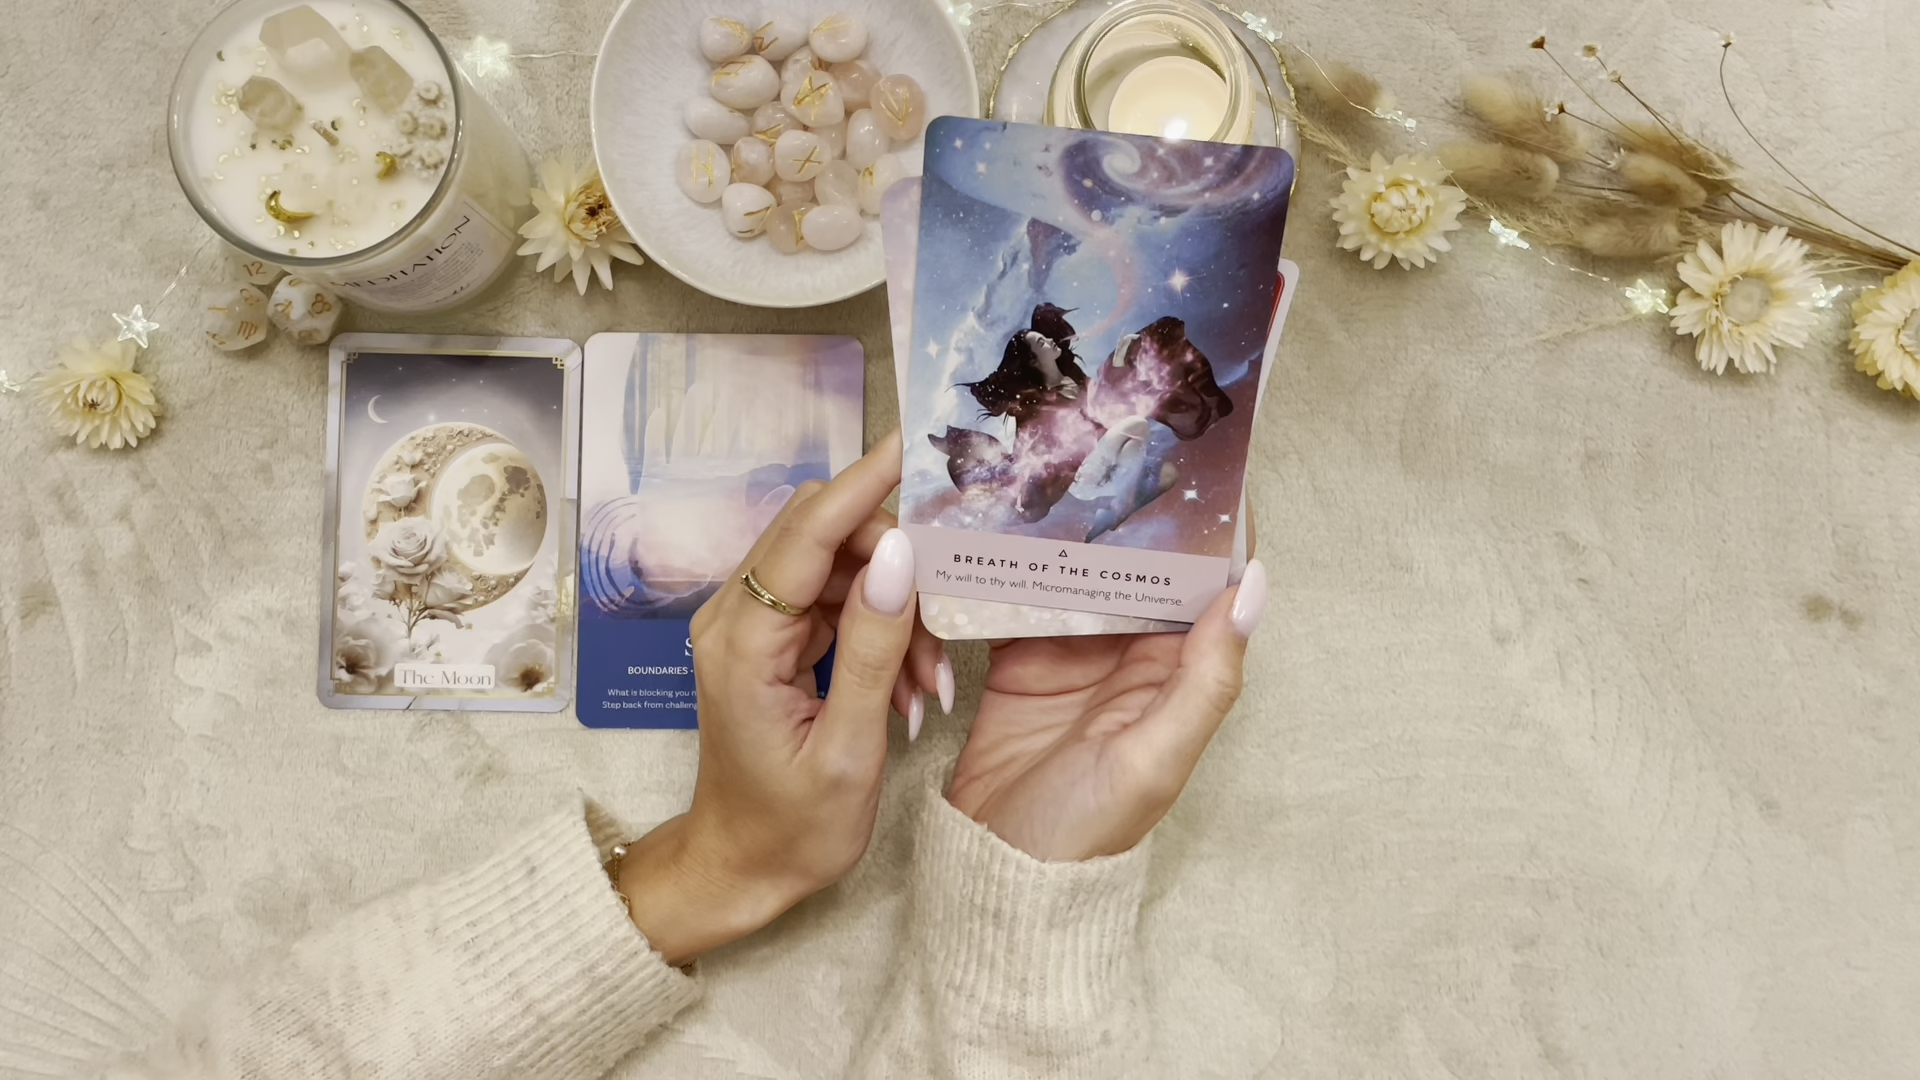 MEDITATION
12
BREATH OF THE COSMOS
My will to thy will. Micromanaging the Universe.
The Moon
BOUNDARIES •
What is blocking you
Step back from